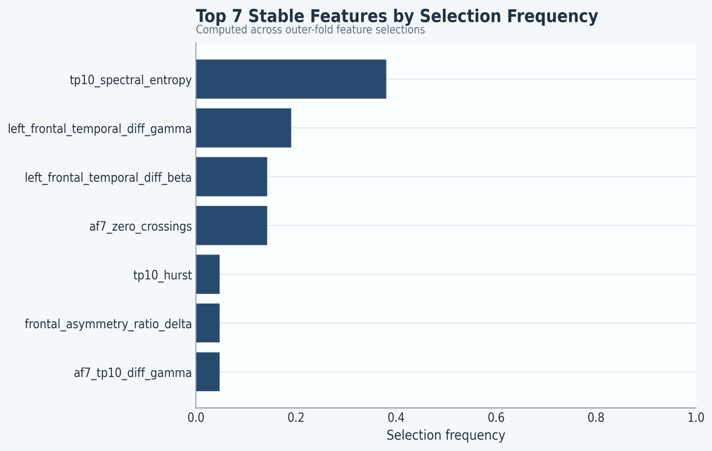 Top 7 Stable Features by Selection Frequency
Computed across outer-fold feature selections
tp10_spectral_entropy
left_frontal_temporal_diff_gamma
left_frontal_temporal_diff_beta
af7_zero_crossings
tp10_hurst
frontal_asymmetry_ratio_delta
af7_tp10_diff_gamma
0.0 0.2 0.4 0.6 0.8 1.0
Selection frequency